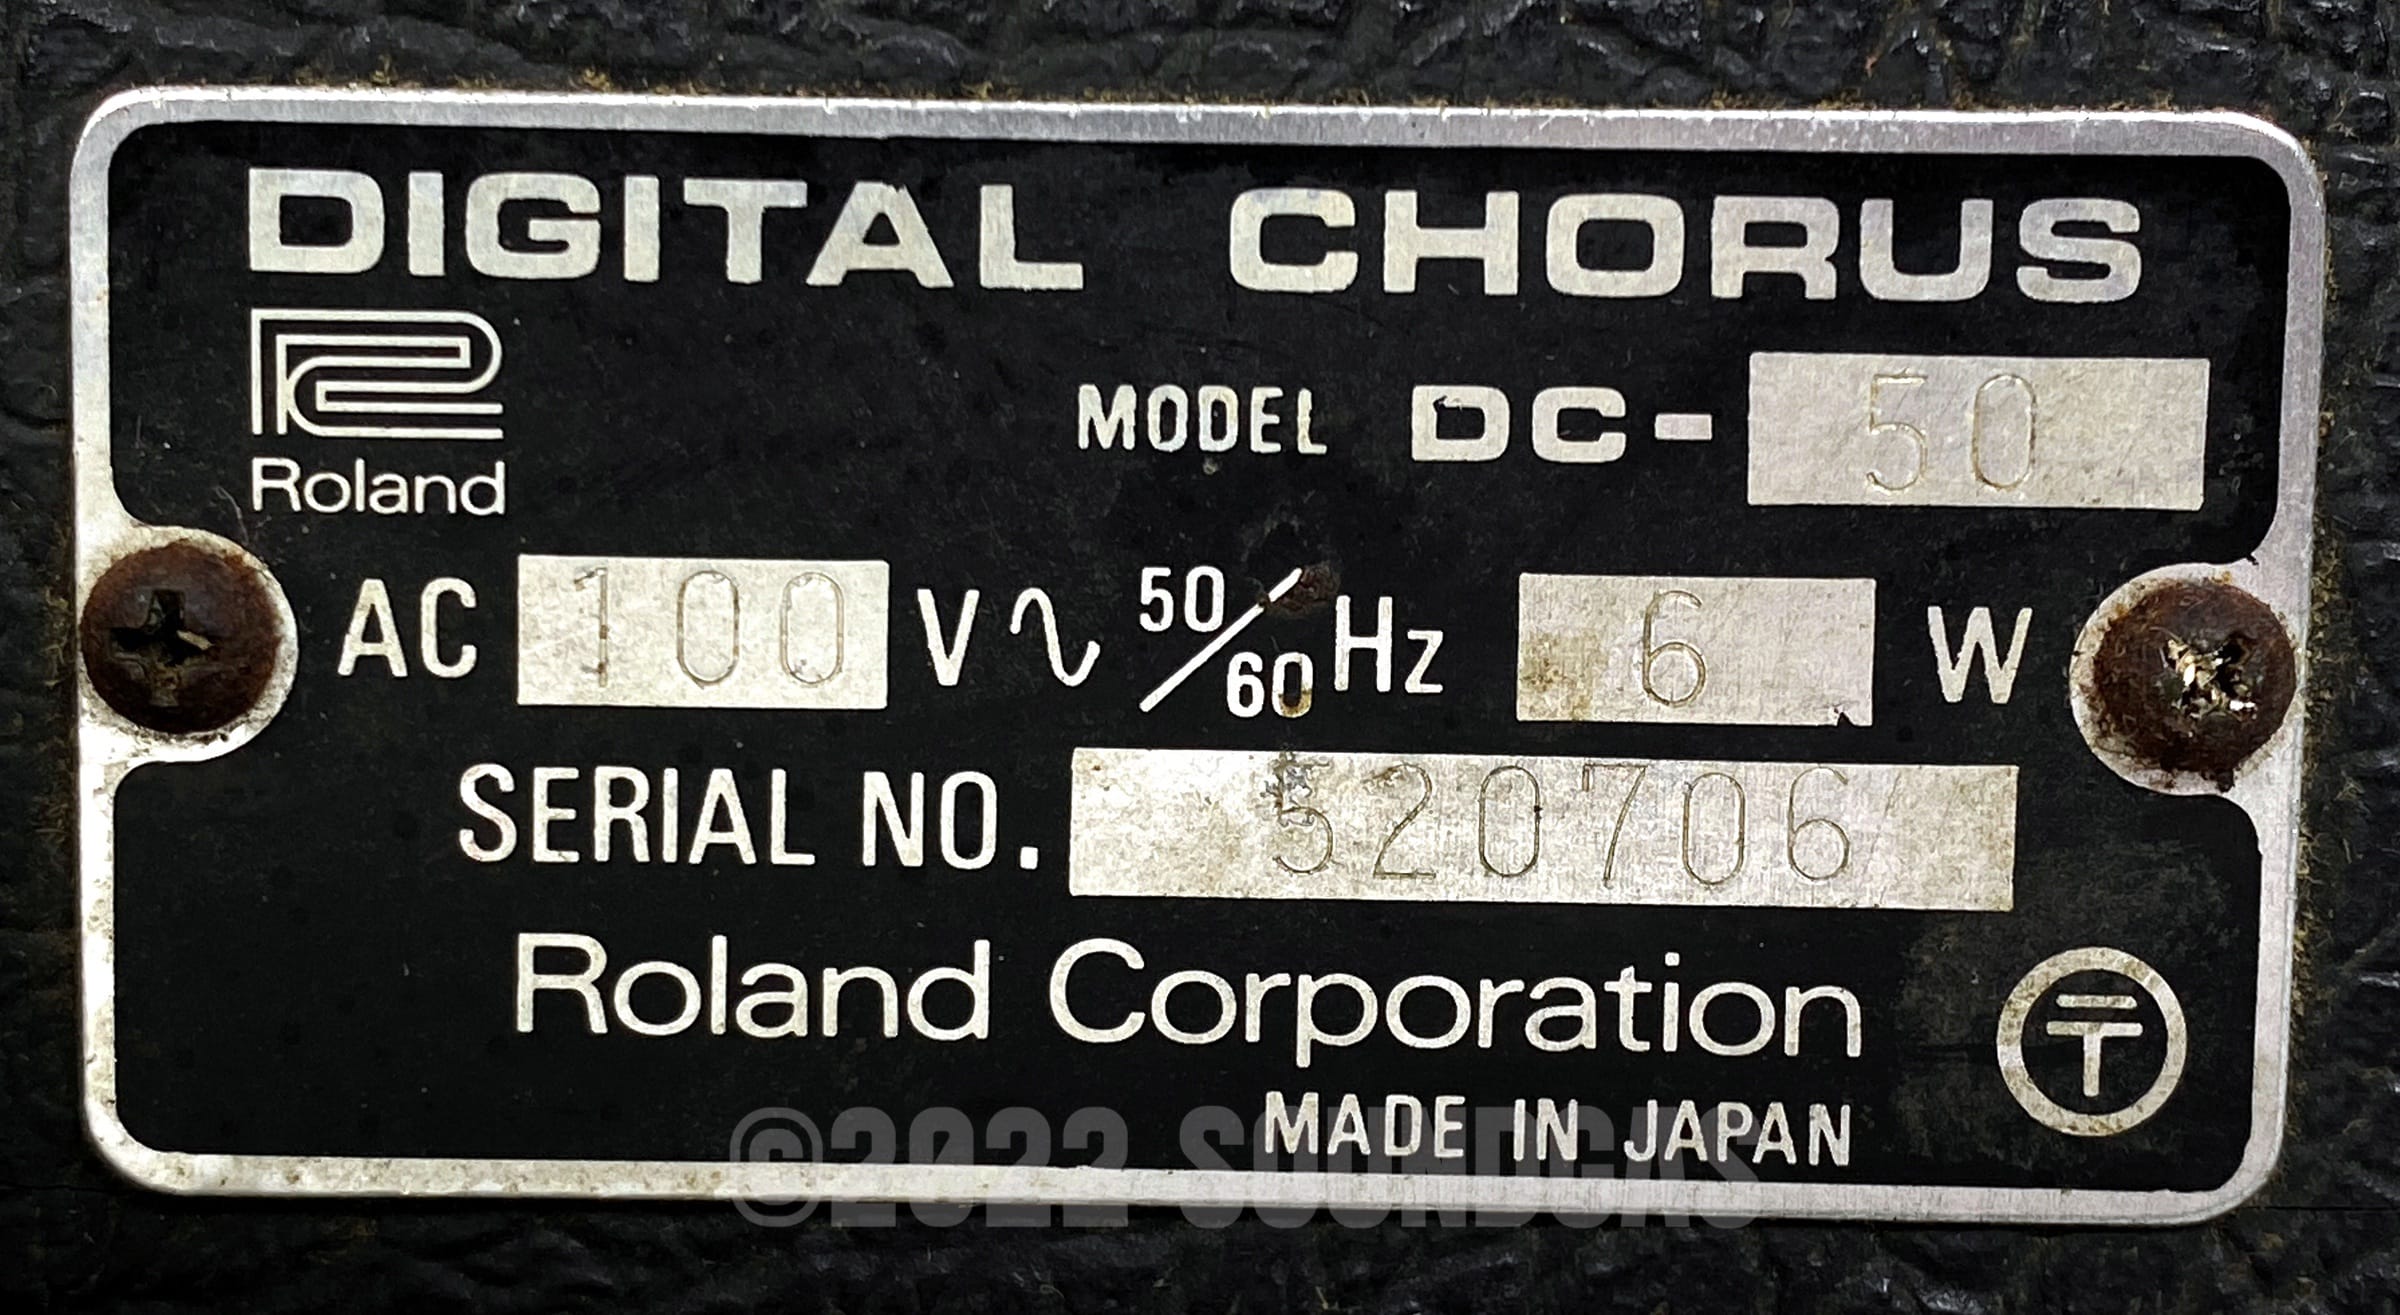 DIGITAL CHORUS
Roland
MODEL DC-50
AC 100 V∿ 50/60 Hz 6 W
SERIAL NO. 520706
Roland Corporation
MADE IN JAPAN
©2022 SOUNDGAS